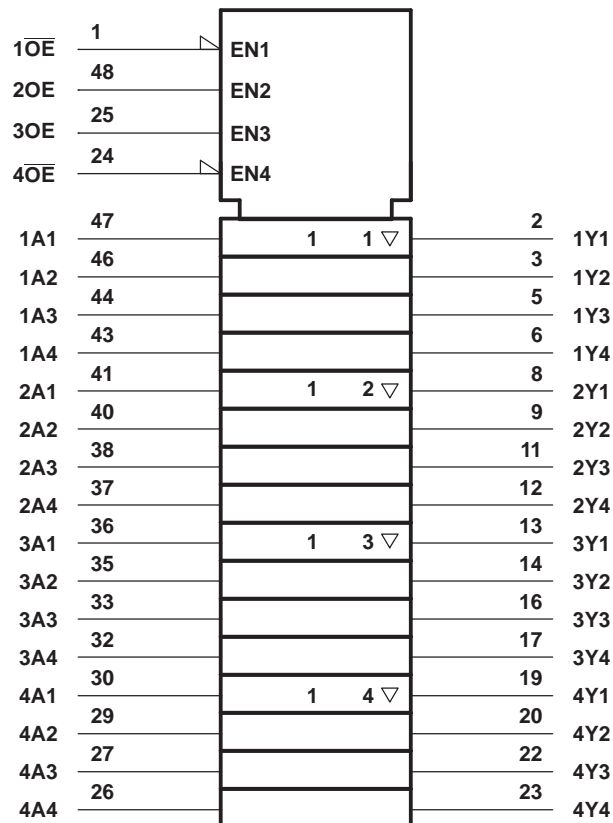 1O̅E̅ 1 EN1
2OE 48 EN2
3OE 25 EN3
4O̅E̅ 24 EN4
1A1 47 1 1 ▽ 2 1Y1
1A2 46 3 1Y2
1A3 44 5 1Y3
1A4 43 6 1Y4
2A1 41 1 2 ▽ 8 2Y1
2A2 40 9 2Y2
2A3 38 11 2Y3
2A4 37 12 2Y4
3A1 36 1 3 ▽ 13 3Y1
3A2 35 14 3Y2
3A3 33 16 3Y3
3A4 32 17 3Y4
4A1 30 1 4 ▽ 19 4Y1
4A2 29 20 4Y2
4A3 27 22 4Y3
4A4 26 23 4Y4